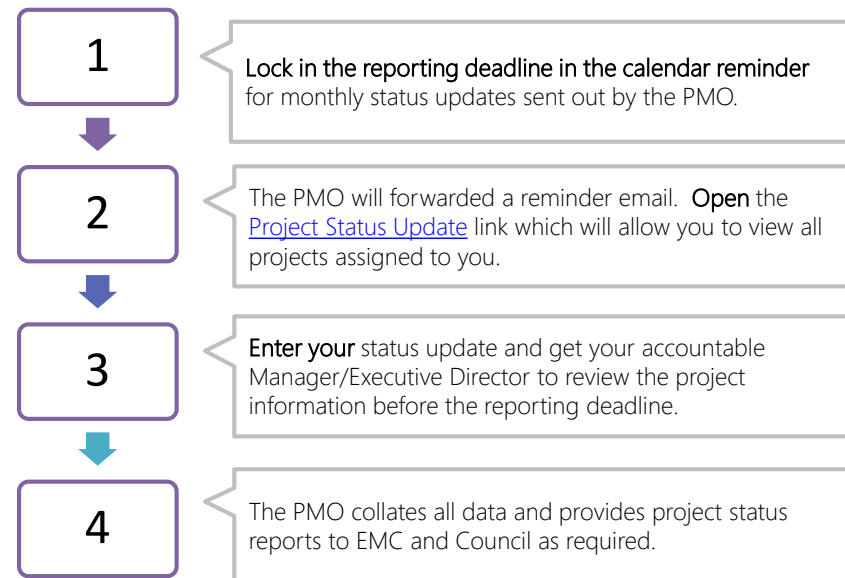 1
Lock in the reporting deadline in the calendar reminder
for monthly status updates sent out by the PMO.
2
The PMO will forwarded a reminder email. Open the
Project Status Update link which will allow you to view all
projects assigned to you.
3
Enter your status update and get your accountable
Manager/Executive Director to review the project
information before the reporting deadline.
4
The PMO collates all data and provides project status
reports to EMC and Council as required.